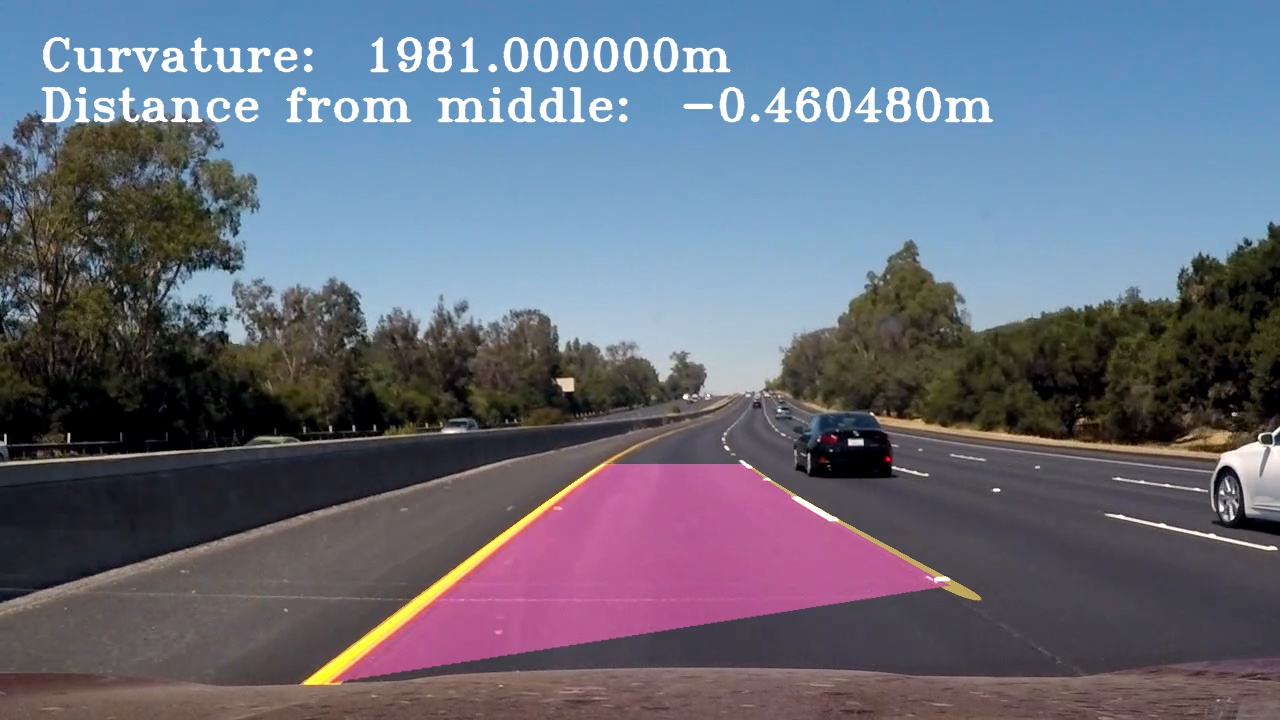 Curvature: 1981.000000m
Distance from middle: −0.460480m